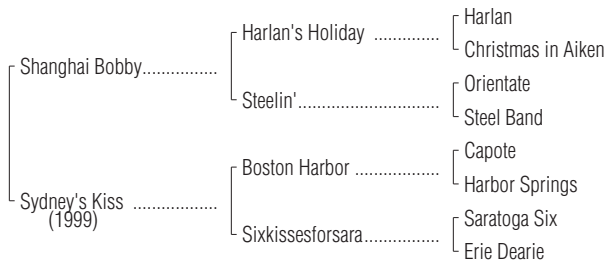 Harlan
Harlan's Holiday ..............
Christmas in Aiken
Shanghai Bobby................
Orientate
Steelin'..............................
Steel Band
Capote
Boston Harbor ..................
Harbor Springs
Sydney's Kiss ..................
(1999)
Saratoga Six
Sixkissesforsara................
Erie Dearie